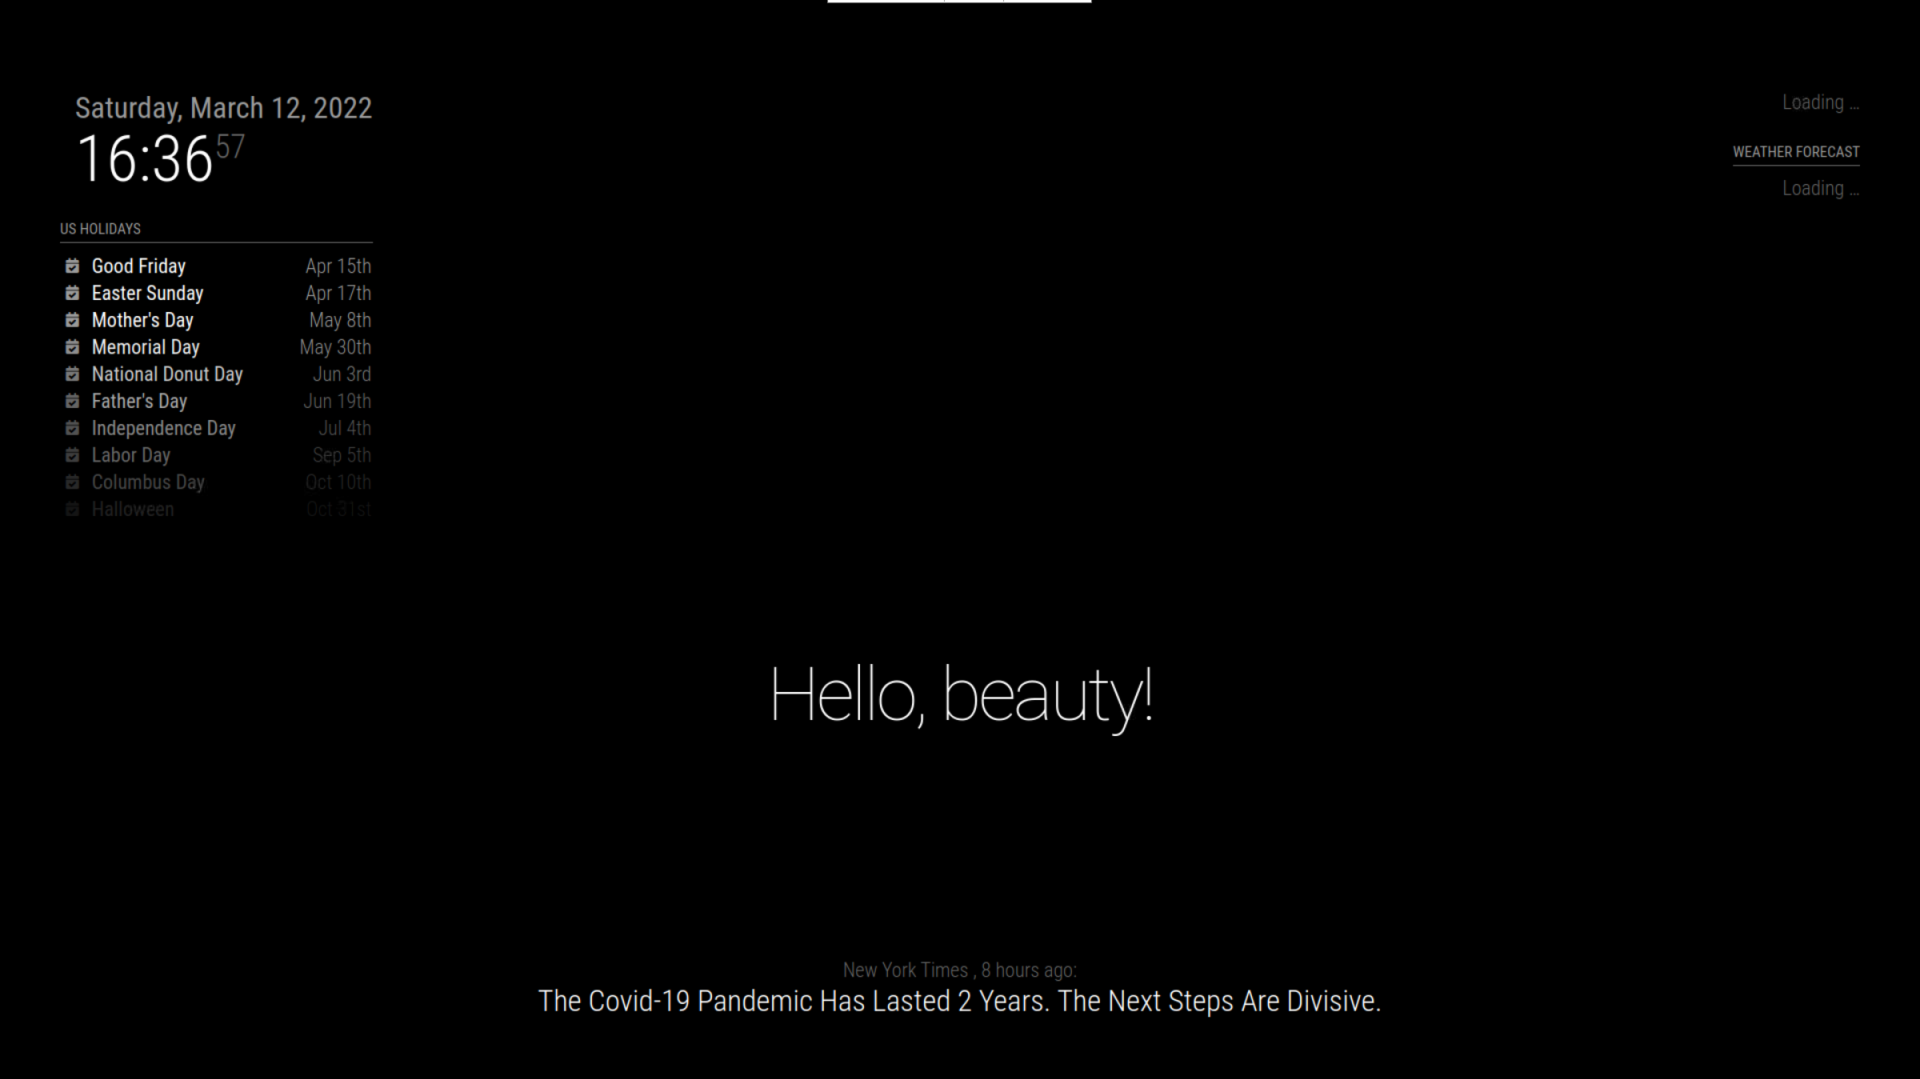 Saturday, March 12, 2022
16:36 57
US HOLIDAYS
Good Friday Apr 15th
Easter Sunday Apr 17th
Mother's Day May 8th
Memorial Day May 30th
National Donut Day Jun 3rd
Father's Day Jun 19th
Independence Day Jul 4th
Labor Day Sep 5th
Columbus Day Oct 10th
Halloween Oct 31st
Loading ...
WEATHER FORECAST
Loading ...
Hello, beauty!
New York Times , 8 hours ago:
The Covid-19 Pandemic Has Lasted 2 Years. The Next Steps Are Divisive.